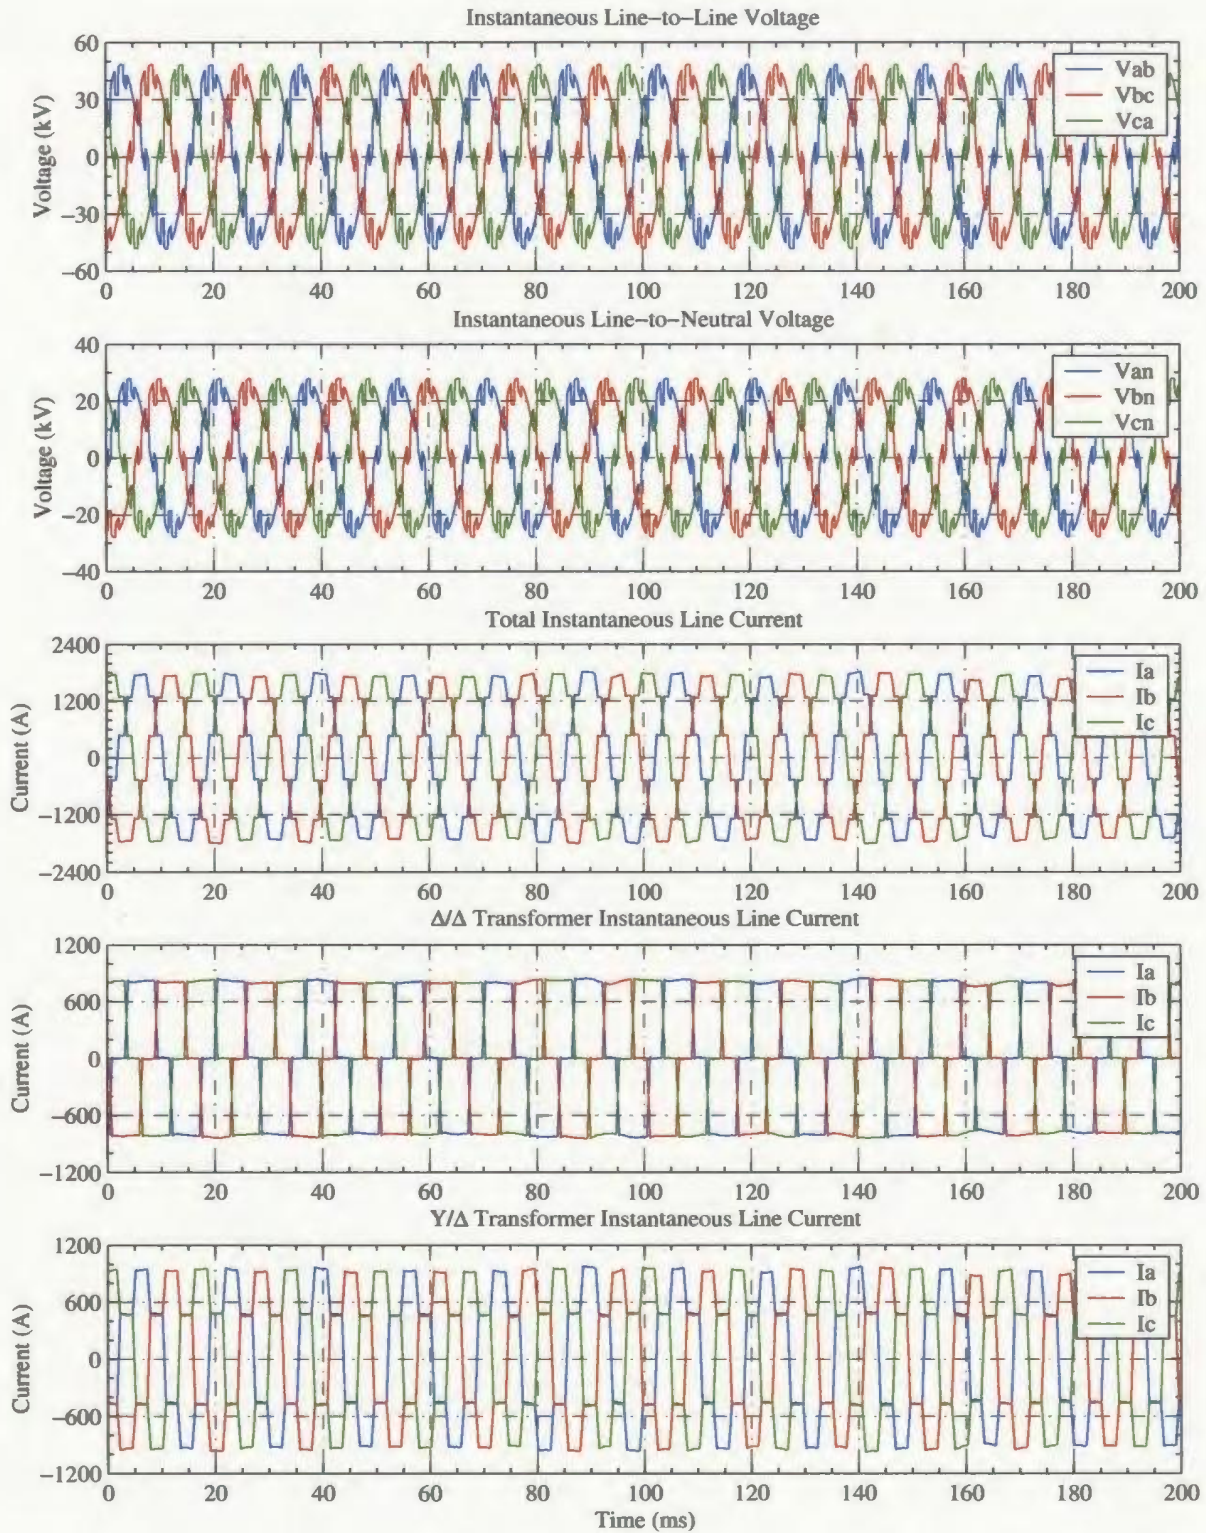 Instantaneous Line-to-Line Voltage
Voltage (kV)
60
30
0
-30
-60
Vab
Vbc
Vca
0 20 40 60 80 100 120 140 160 180 200
Instantaneous Line-to-Neutral Voltage
Voltage (kV)
40
20
0
-20
-40
Van
Vbn
Vcn
0 20 40 60 80 100 120 140 160 180 200
Total Instantaneous Line Current
Current (A)
2400
1200
0
-1200
-2400
Ia
Ib
Ic
0 20 40 60 80 100 120 140 160 180 200
Δ/Δ Transformer Instantaneous Line Current
Current (A)
1200
600
0
-600
-1200
Ia
Ib
Ic
0 20 40 60 80 100 120 140 160 180 200
Y/Δ Transformer Instantaneous Line Current
Current (A)
1200
600
0
-600
-1200
Ia
Ib
Ic
0 20 40 60 80 100 120 140 160 180 200
Time (ms)